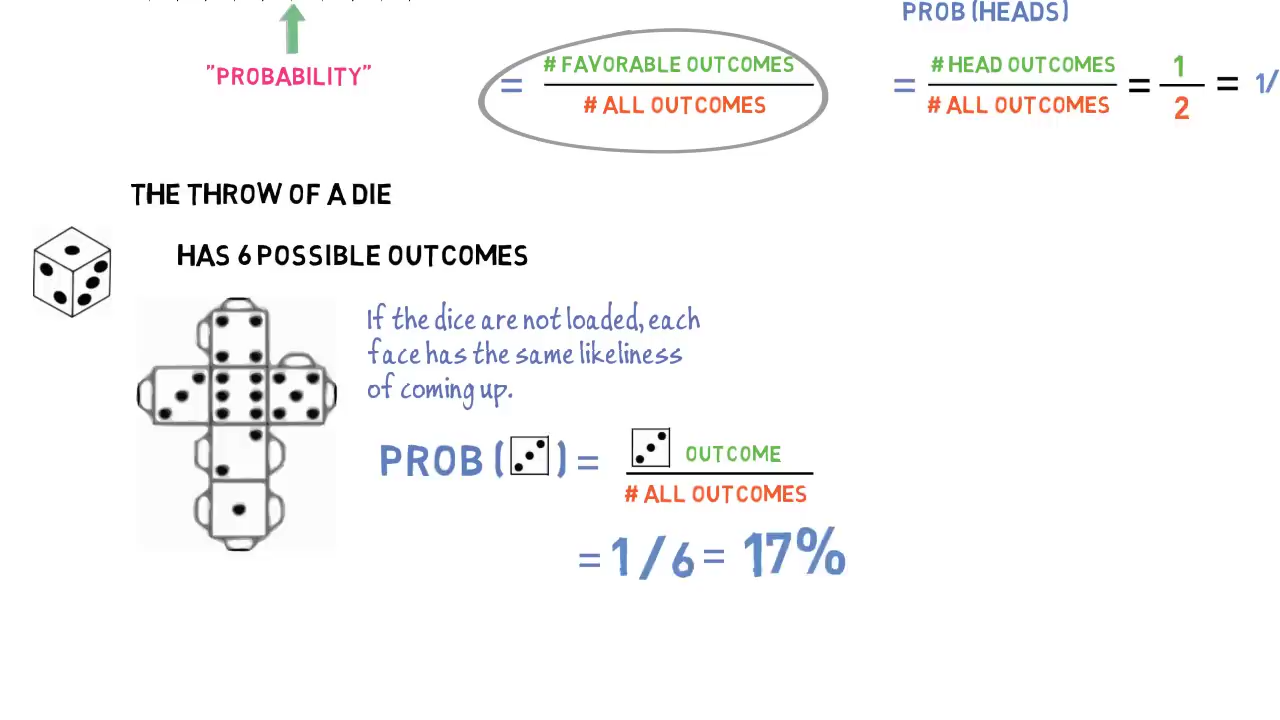 PROB (HEADS)
"PROBABILITY"
= # FAVORABLE OUTCOMES
# ALL OUTCOMES
= # HEAD OUTCOMES
# ALL OUTCOMES
= 1
2
= 1/
THE THROW OF A DIE
HAS 6 POSSIBLE OUTCOMES
If the dice are not loaded, each
face has the same likeliness
of coming up.
PROB ( ) = OUTCOME
# ALL OUTCOMES
= 1/6 = 17%